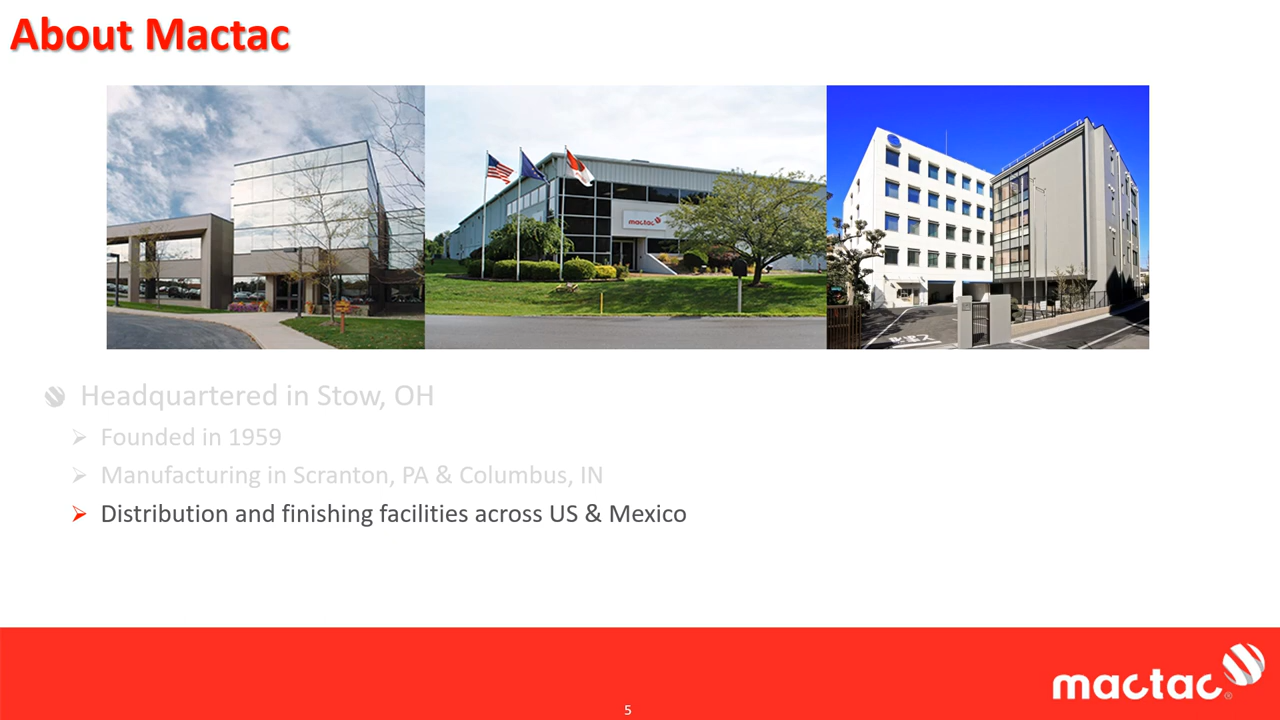 About Mactac
mactac
Headquartered in Stow, OH
Founded in 1959
Manufacturing in Scranton, PA & Columbus, IN
Distribution and finishing facilities across US & Mexico
mactac®
5